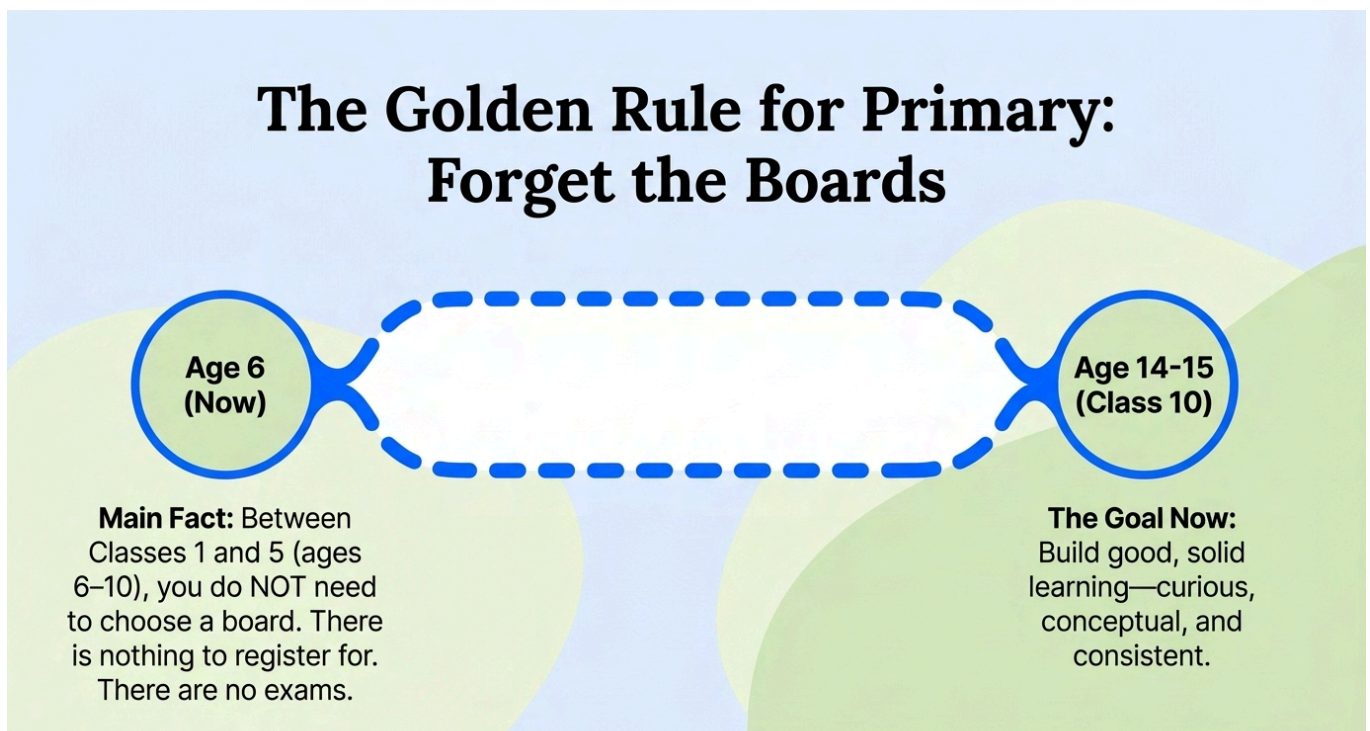 The Golden Rule for Primary:
Forget the Boards
Age 6
(Now)
Age 14-15
(Class 10)
Main Fact: Between
Classes 1 and 5 (ages
6–10), you do NOT need
to choose a board. There
is nothing to register for.
There are no exams.
The Goal Now:
Build good, solid
learning—curious,
conceptual, and
consistent.